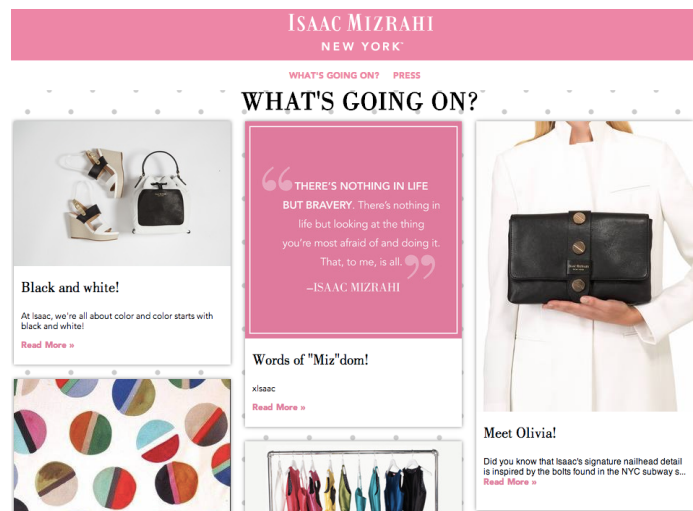 ISAAC MIZRAHI
NEW YORK™
WHAT'S GOING ON? PRESS
WHAT'S GOING ON?
Black and white!
At Isaac, we're all about color and color starts with
black and white!
Read More »
“THERE'S NOTHING IN LIFE
BUT BRAVERY. There's nothing in
life but looking at the thing
you're most afraid of and doing it.
That, to me, is all.”
—ISAAC MIZRAHI
Words of "Miz"dom!
xIsaac
Read More »
Meet Olivia!
Did you know that Isaac's signature nailhead detail
is inspired by the bolts found in the NYC subway s...
Read More »